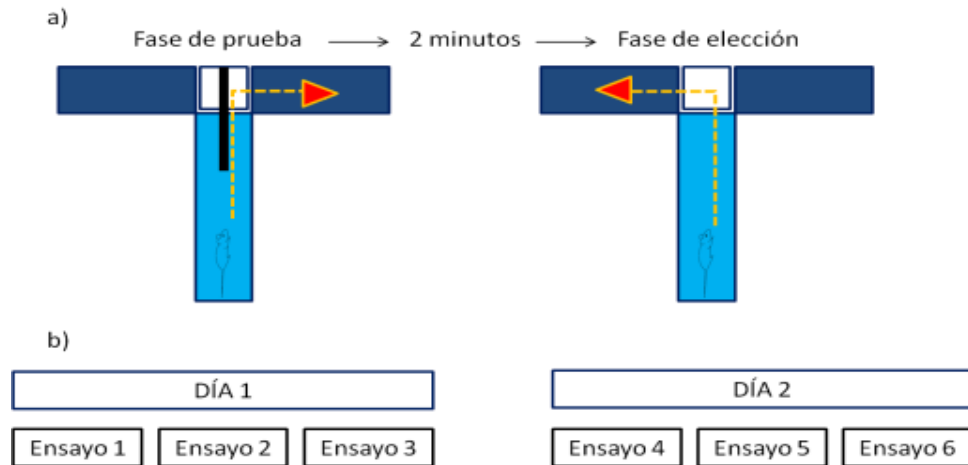 a)
Fase de prueba → 2 minutos → Fase de elección
b)
DÍA 1 DÍA 2
Ensayo 1 Ensayo 2 Ensayo 3 Ensayo 4 Ensayo 5 Ensayo 6